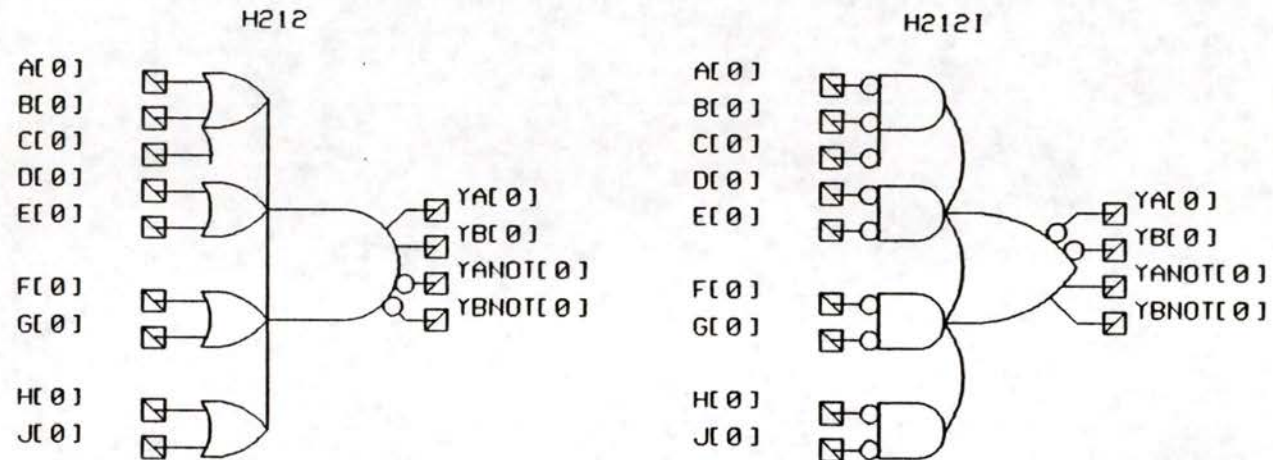 H212
A[0]
B[0]
C[0]
D[0]
E[0]
F[0]
G[0]
H[0]
J[0]
YA[0]
YB[0]
YANOT[0]
YBNOT[0]
H212I
A[0]
B[0]
C[0]
D[0]
E[0]
F[0]
G[0]
H[0]
J[0]
YA[0]
YB[0]
YANOT[0]
YBNOT[0]